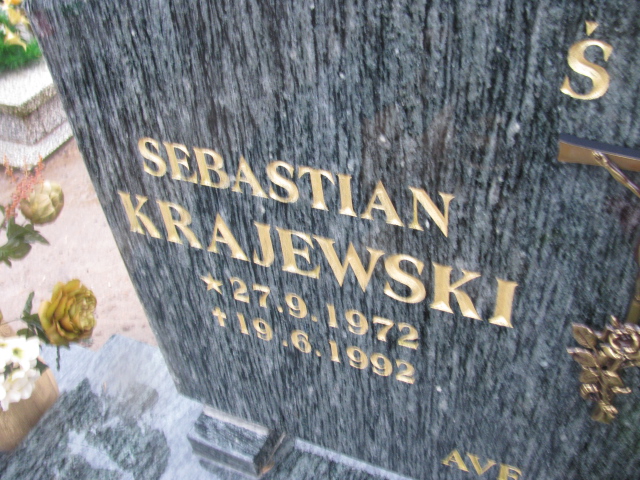 Ś
SEBASTIAN
KRAJEWSKI
★27.9.1972
✝19.6.1992
AVE